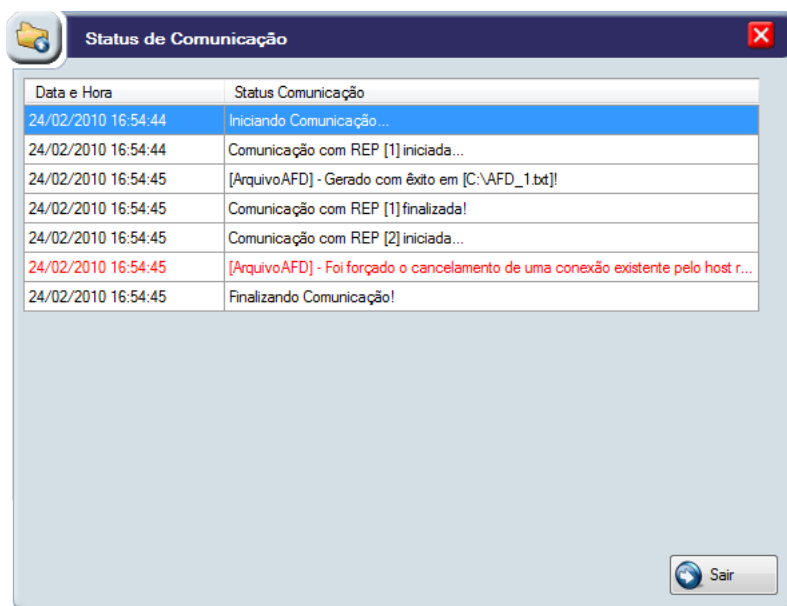 Status de Comunicação
Data e Hora Status Comunicação
24/02/2010 16:54:44 Iniciando Comunicação...
24/02/2010 16:54:44 Comunicação com REP [1] iniciada...
24/02/2010 16:54:45 [ArquivoAFD] - Gerado com êxito em [C:\AFD_1.txt]!
24/02/2010 16:54:45 Comunicação com REP [1] finalizada!
24/02/2010 16:54:45 Comunicação com REP [2] iniciada...
24/02/2010 16:54:45 [ArquivoAFD] - Foi forçado o cancelamento de uma conexão existente pelo host r...
24/02/2010 16:54:45 Finalizando Comunicação!
Sair